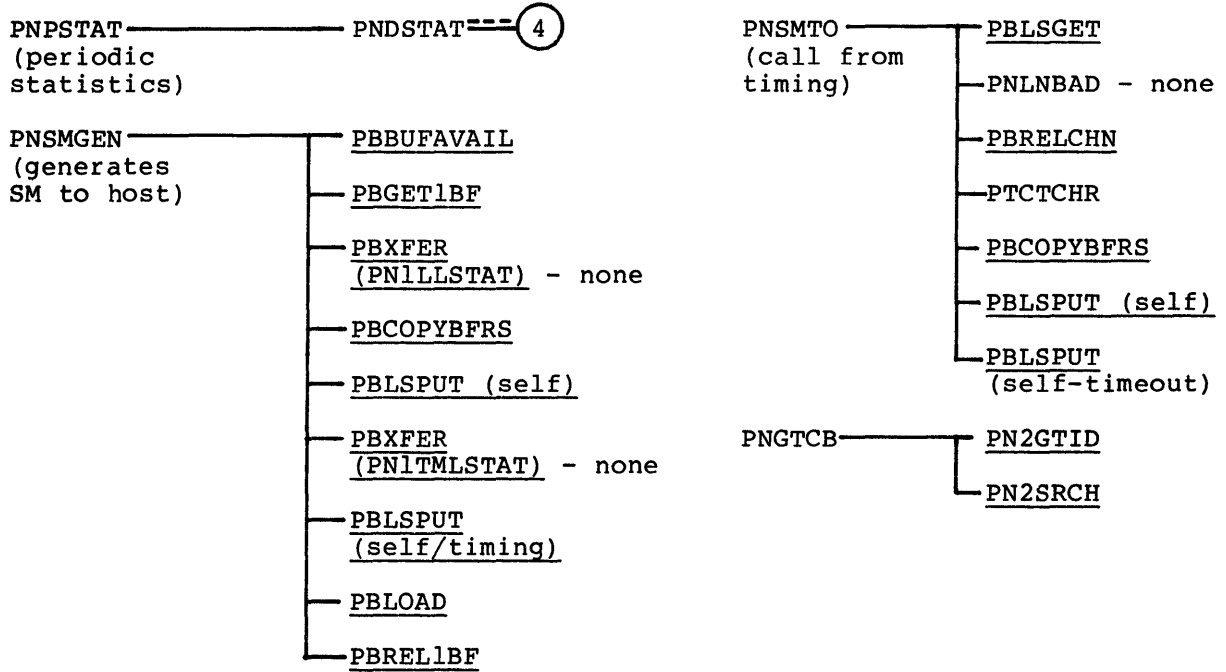 PNPSTAT PNDSTAT 4
(periodic
statistics)
PNSMGEN PBBUFAVAIL
(generates
SM to host)
PBGET1BF
PBXFER
(PN1LLSTAT) - none
PBCOPYBFRS
PBLSPUT (self)
PBXFER
(PN1TMLSTAT) - none
PBLSPUT
(self/timing)
PBLOAD
PBREL1BF
PNSMTO PBLSGET
(call from
timing)
PNLNBAD - none
PBRELCHN
PTCTCHR
PBCOPYBFRS
PBLSPUT (self)
PBLSPUT
(self-timeout)
PNGTCB PN2GTID
PN2SRCH